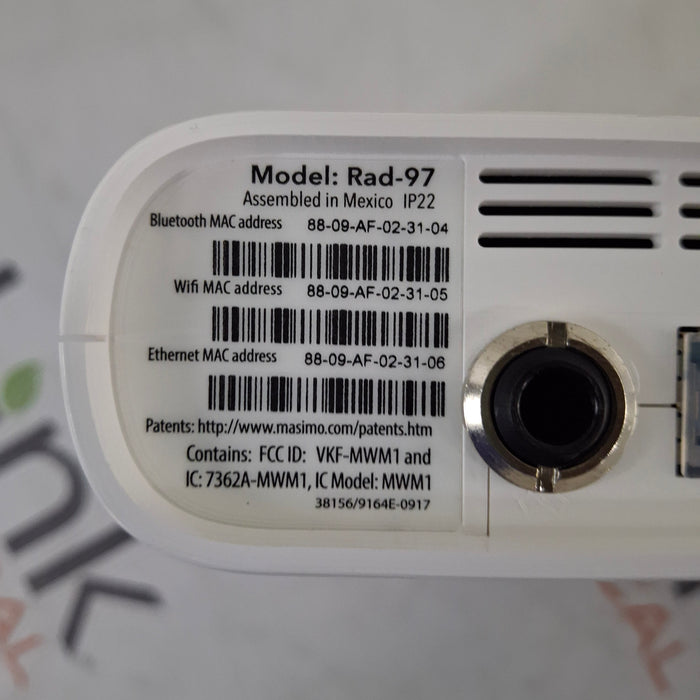 Model: Rad-97
Assembled in Mexico IP22
Bluetooth MAC address 88-09-AF-02-31-04
Wifi MAC address 88-09-AF-02-31-05
Ethernet MAC address 88-09-AF-02-31-06
Patents: http://www.masimo.com/patents.htm
Contains: FCC ID: VKF-MWM1 and
IC: 7362A-MWM1, IC Model: MWM1
38156/9164E-0917